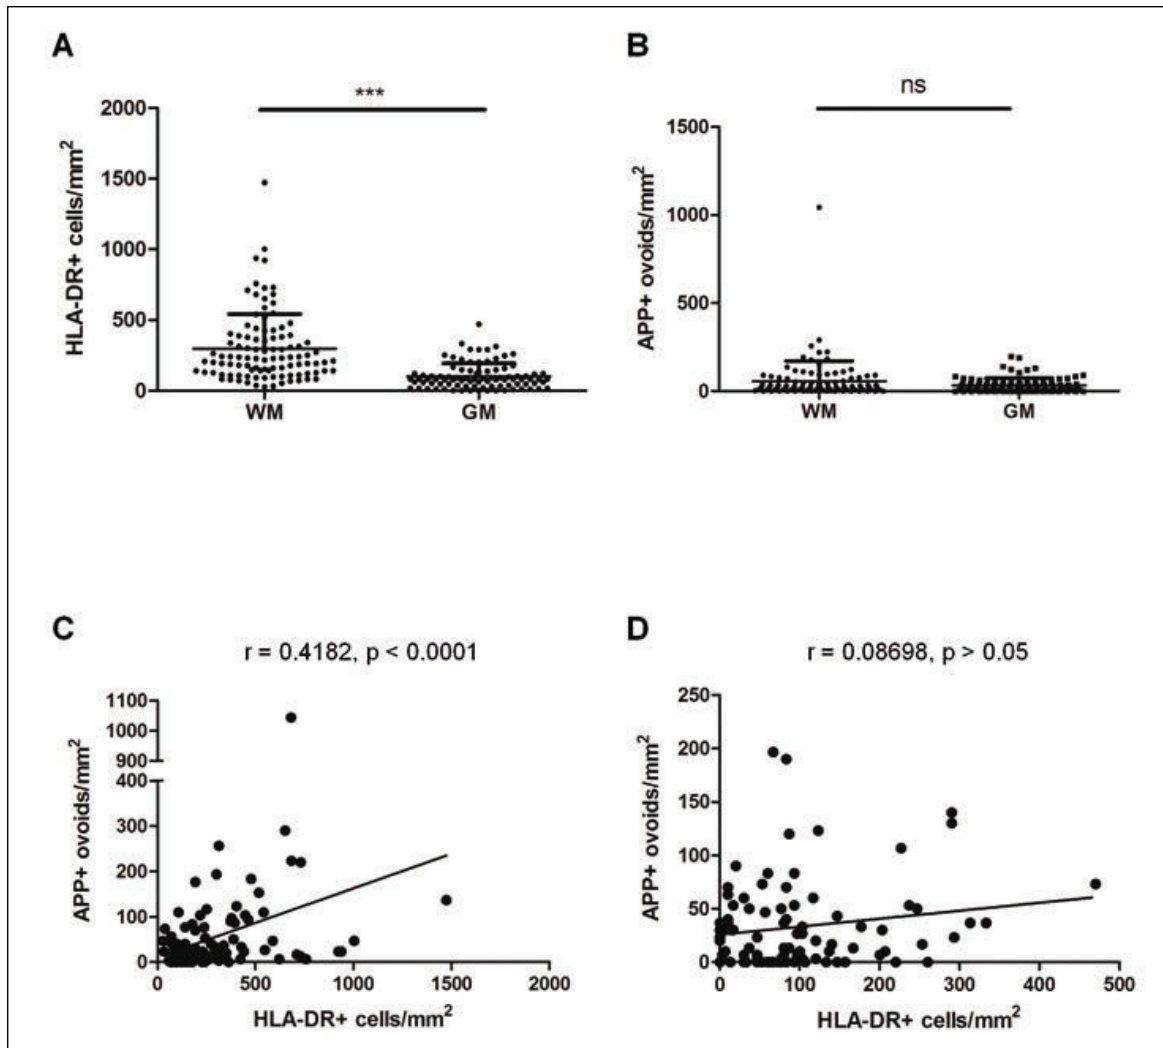 A
***
HLA-DR+ cells/mm²
2000
1500
1000
500
0
WM
GM
B
ns
APP+ ovoids/mm²
1500
1000
500
0
WM
GM
C
r = 0.4182, p < 0.0001
APP+ ovoids/mm²
1100
1000
900
400
300
200
100
0
0 500 1000 1500 2000
HLA-DR+ cells/mm²
D
r = 0.08698, p > 0.05
APP+ ovoids/mm²
250
200
150
100
50
0
0 100 200 300 400 500
HLA-DR+ cells/mm²